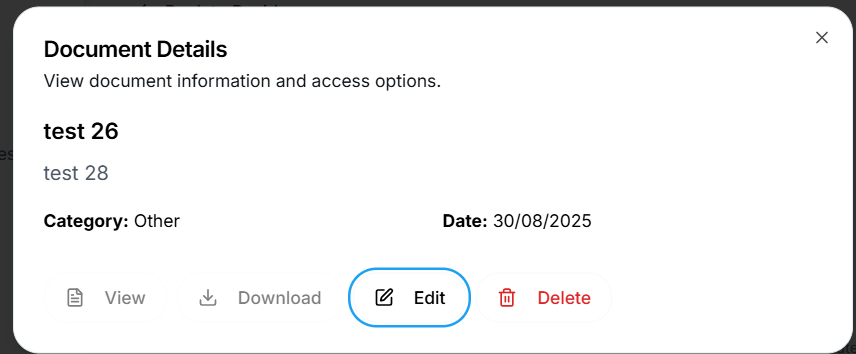 Document Details
View document information and access options.
test 26
test 28
Category: Other Date: 30/08/2025
View Download Edit Delete